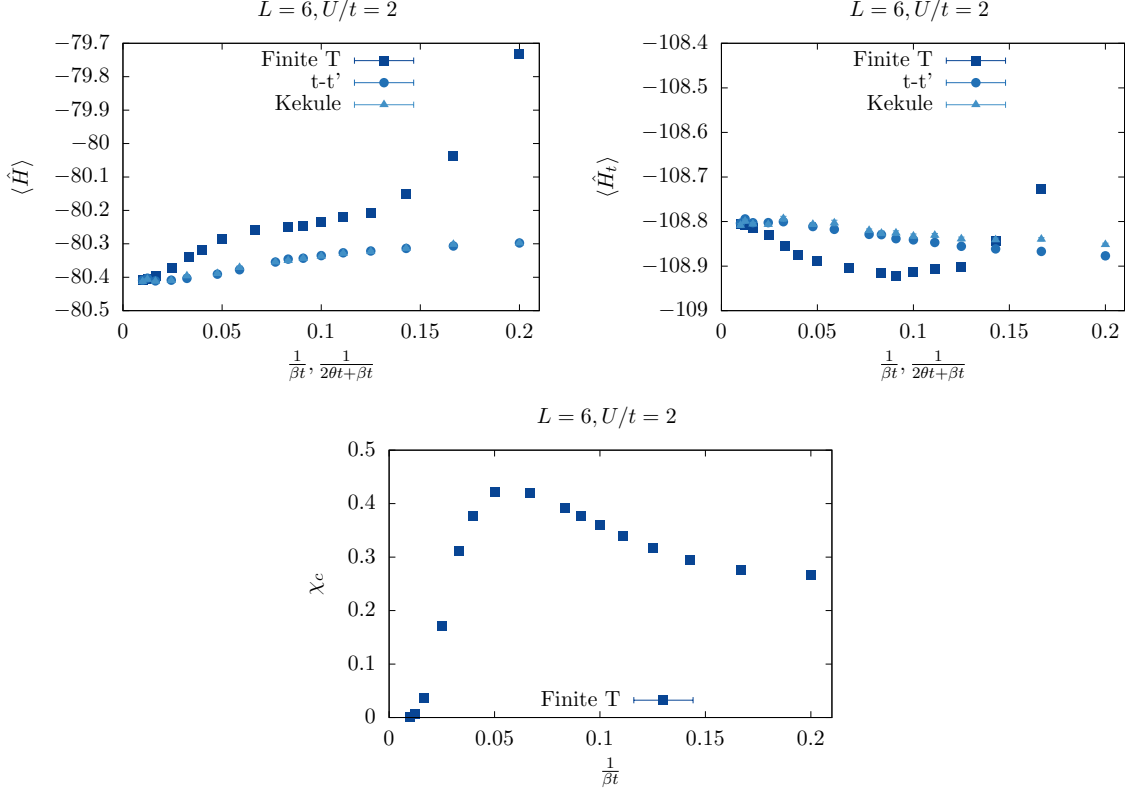 L = 6, U/t = 2
⟨Ĥ⟩
−79.7
−79.8
−79.9
−80
−80.1
−80.2
−80.3
−80.4
−80.5
Finite T
t-t’
Kekule
0 0.05 0.1 0.15 0.2
1/βt, 1/(2θt+βt)
L = 6, U/t = 2
⟨Ĥ_t⟩
−108.4
−108.5
−108.6
−108.7
−108.8
−108.9
−109
Finite T
t-t’
Kekule
0 0.05 0.1 0.15 0.2
1/βt, 1/(2θt+βt)
L = 6, U/t = 2
χ_c
0.5
0.4
0.3
0.2
0.1
0
Finite T
0 0.05 0.1 0.15 0.2
1/βt